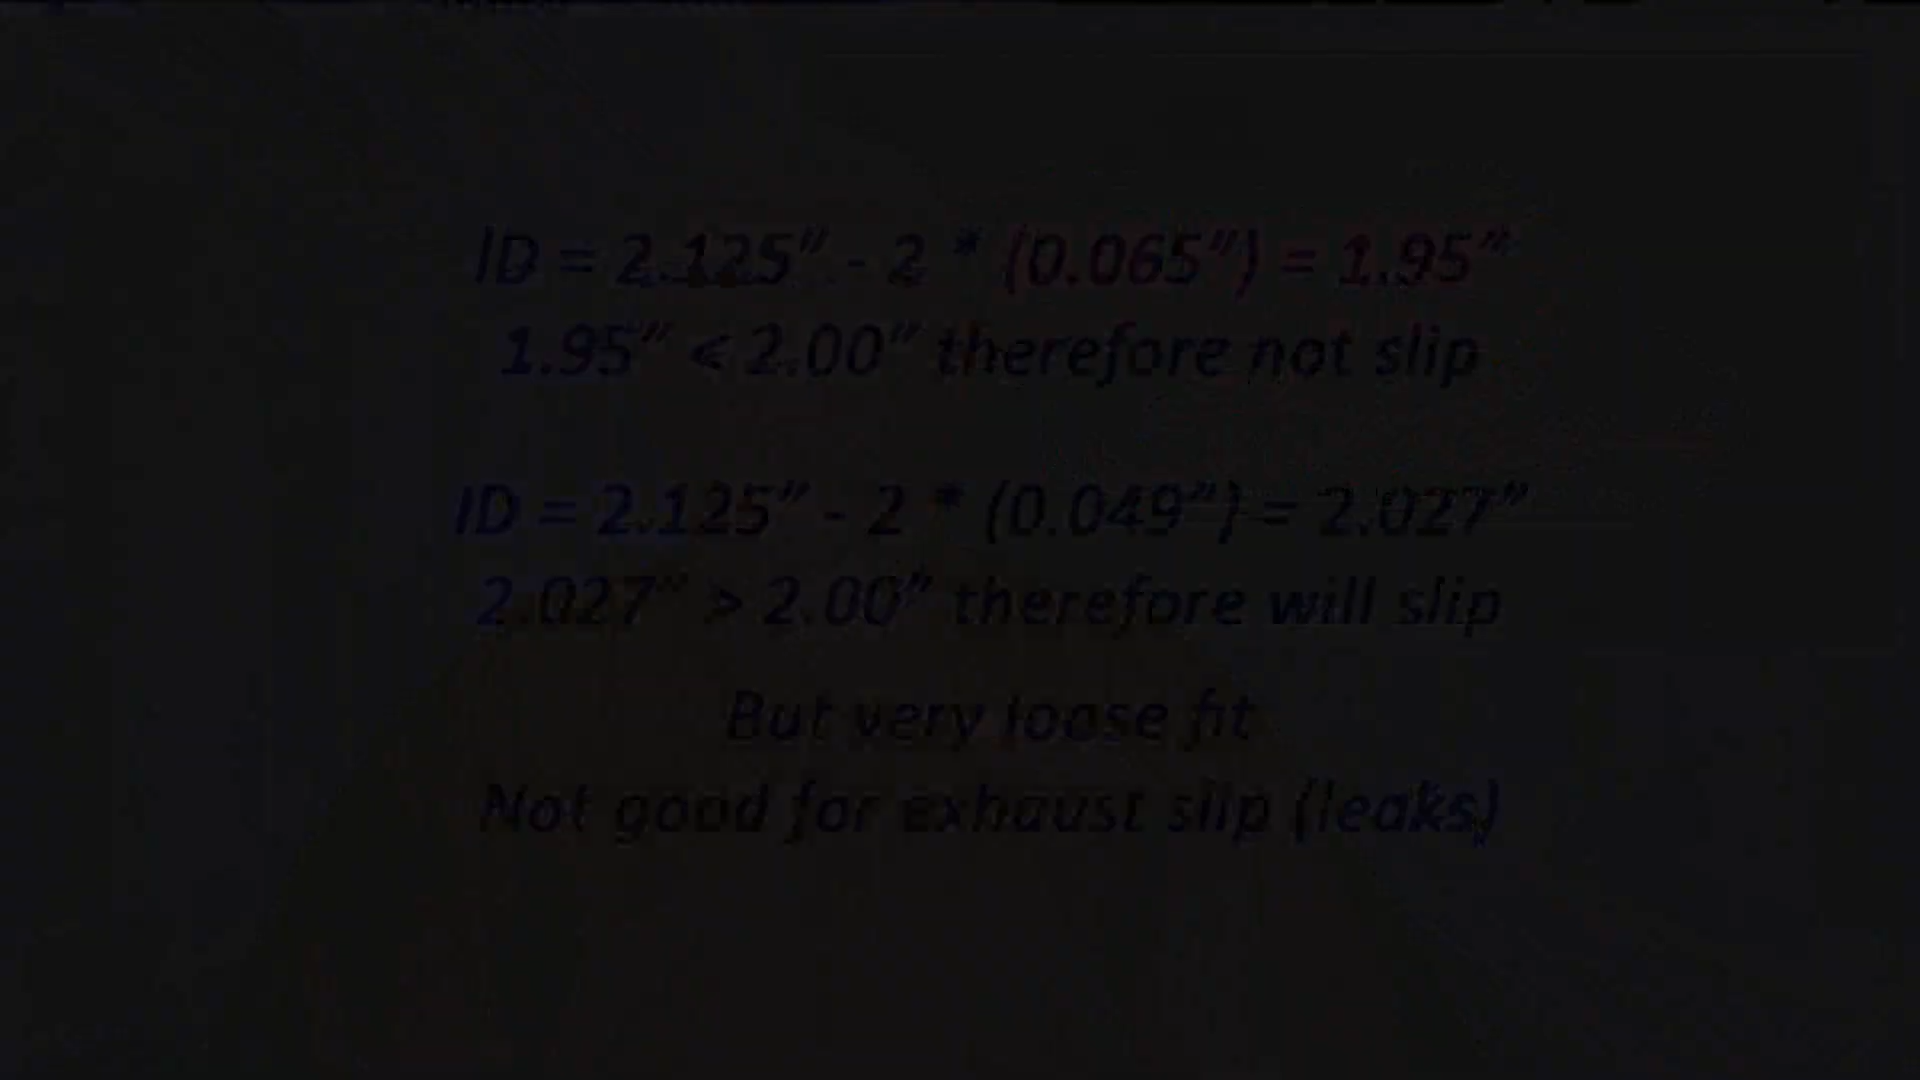 ID = 2.125” - 2 * (0.065”) = 1.95”
1.95” < 2.00” therefore not slip
ID = 2.125” - 2 * (0.049”) = 2.027”
2.027” > 2.00” therefore will slip
But very loose fit
Not good for exhaust slip (leaks)